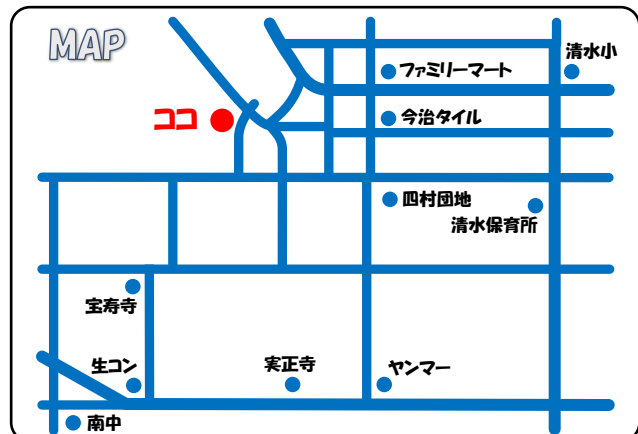 MAP
清水小
ファミリーマート
ココ
今治タイル
四村団地
清水保育所
宝寿寺
生コン
実正寺
ヤンマー
南中